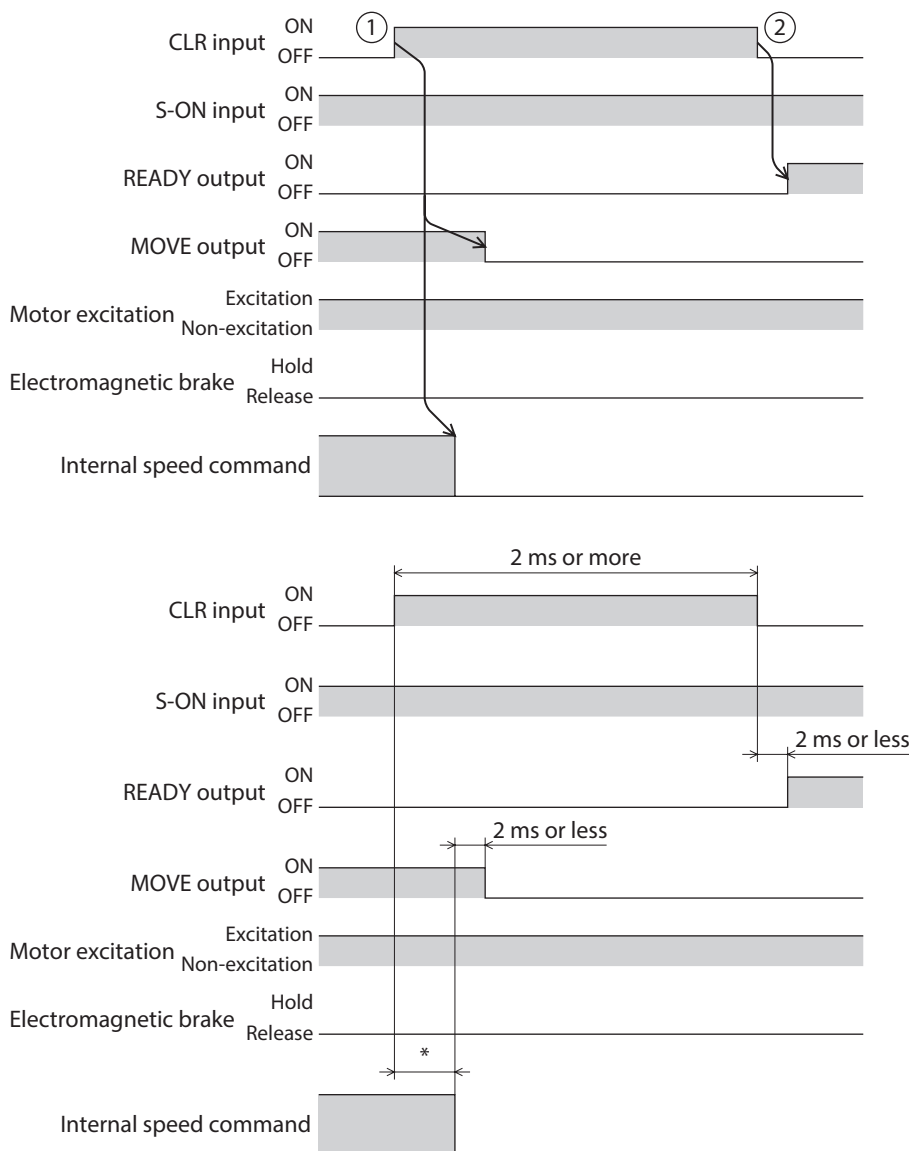 ON
CLR input
OFF
1
2
ON
S-ON input
OFF
ON
READY output
OFF
ON
MOVE output
OFF
Excitation
Motor excitation
Non-excitation
Hold
Electromagnetic brake
Release
Internal speed command
2 ms or more
ON
CLR input
OFF
ON
S-ON input
OFF
2 ms or less
ON
READY output
OFF
2 ms or less
ON
MOVE output
OFF
Excitation
Motor excitation
Non-excitation
Hold
Electromagnetic brake
Release
*
Internal speed command